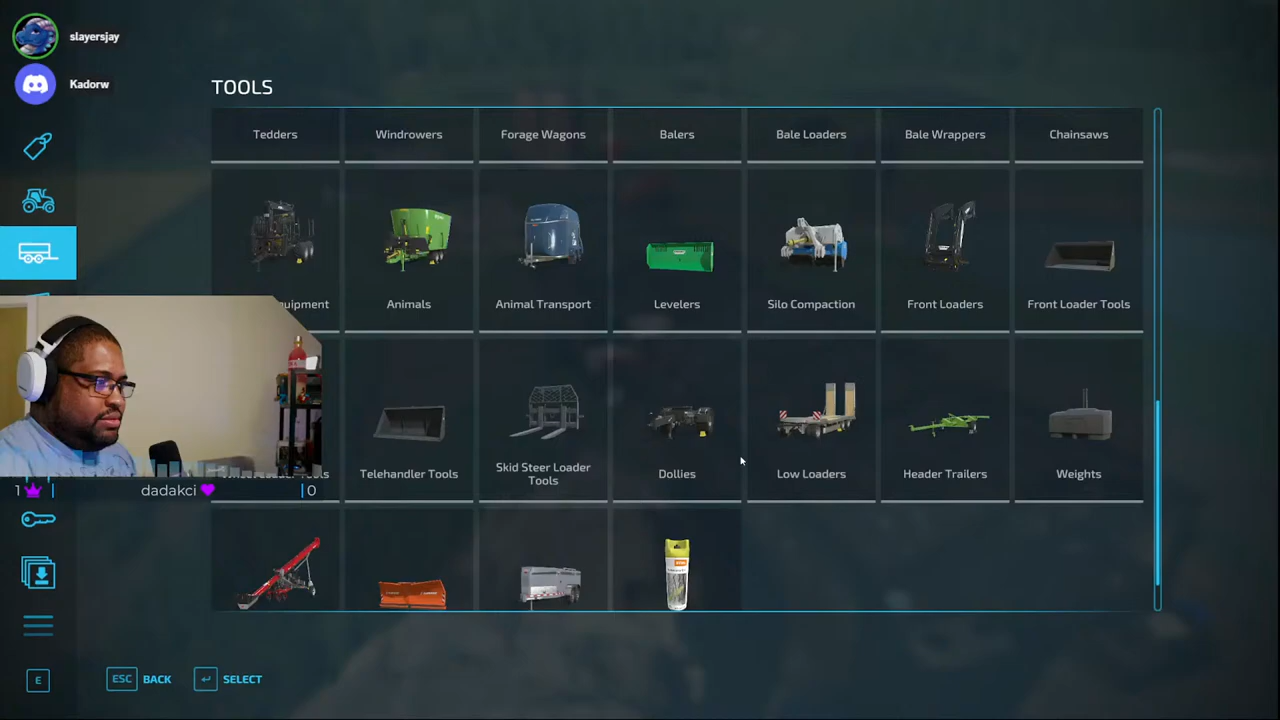 slayersjay
Kadorw
TOOLS
Tedders
Windrowers
Forage Wagons
Balers
Bale Loaders
Bale Wrappers
Chainsaws
Animals
Animal Transport
Levelers
Silo Compaction
Front Loaders
Front Loader Tools
Telehandler Tools
Skid Steer Loader
Tools
Dollies
Low Loaders
Header Trailers
Weights
1
dadakci
0
E
ESC BACK
SELECT